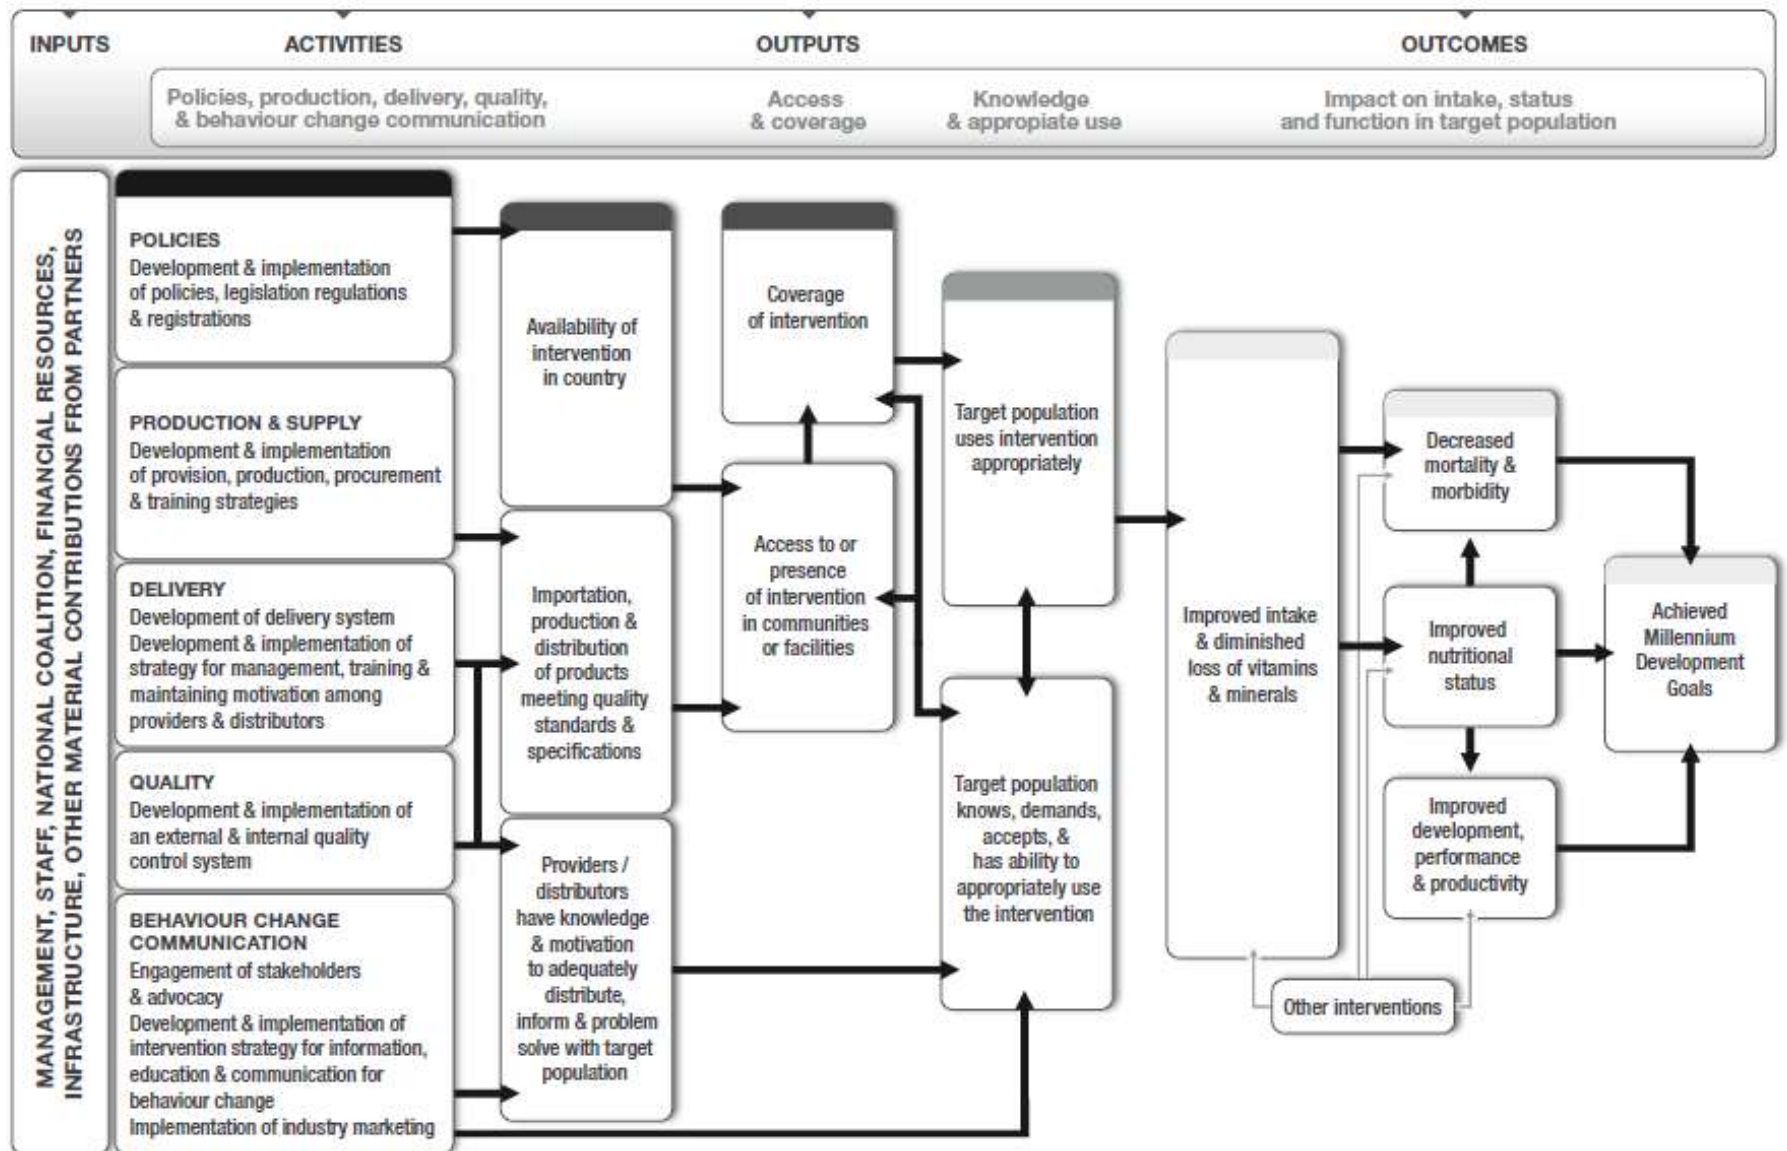 INPUTS
ACTIVITIES
OUTPUTS
OUTCOMES
Policies, production, delivery, quality,
& behaviour change communication
Access
& coverage
Knowledge
& appropiate use
Impact on intake, status
and function in target population
MANAGEMENT, STAFF, NATIONAL COALITION, FINANCIAL RESOURCES,
INFRASTRUCTURE, OTHER MATERIAL CONTRIBUTIONS FROM PARTNERS
POLICIES
Development & implementation
of policies, legislation regulations
& registrations
PRODUCTION & SUPPLY
Development & implementation
of provision, production, procurement
& training strategies
DELIVERY
Development of delivery system
Development & implementation of
strategy for management, training &
maintaining motivation among
providers & distributors
QUALITY
Development & implementation of
an external & internal quality
control system
BEHAVIOUR CHANGE
COMMUNICATION
Engagement of stakeholders
& advocacy
Development & implementation of
intervention strategy for information,
education & communication for
behaviour change
Implementation of industry marketing
Availability of
intervention
in country
Importation,
production &
distribution
of products
meeting quality
standards &
specifications
Providers /
distributors
have knowledge
& motivation
to adequately
distribute,
inform & problem
solve with target
population
Coverage
of intervention
Access to or
presence
of intervention
in communities
or facilities
Target population
uses intervention
appropriately
Target population
knows, demands,
accepts, &
has ability to
appropriately use
the intervention
Improved intake
& diminished
loss of vitamins
& minerals
Decreased
mortality &
morbidity
Improved
nutritional
status
Improved
development,
performance
& productivity
Achieved
Millennium
Development
Goals
Other interventions